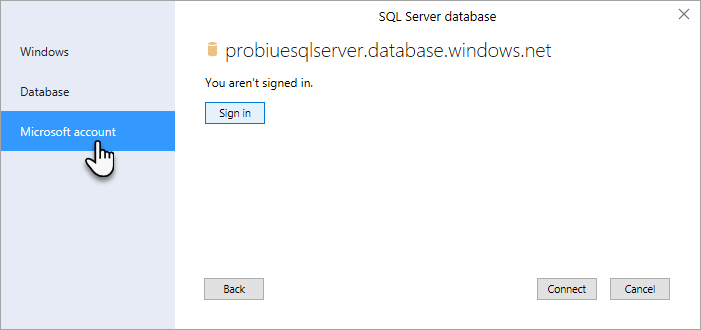 SQL Server database
Windows
Database
Microsoft account
probiuesqlserver.database.windows.net
You aren't signed in.
Sign in
Back
Connect
Cancel